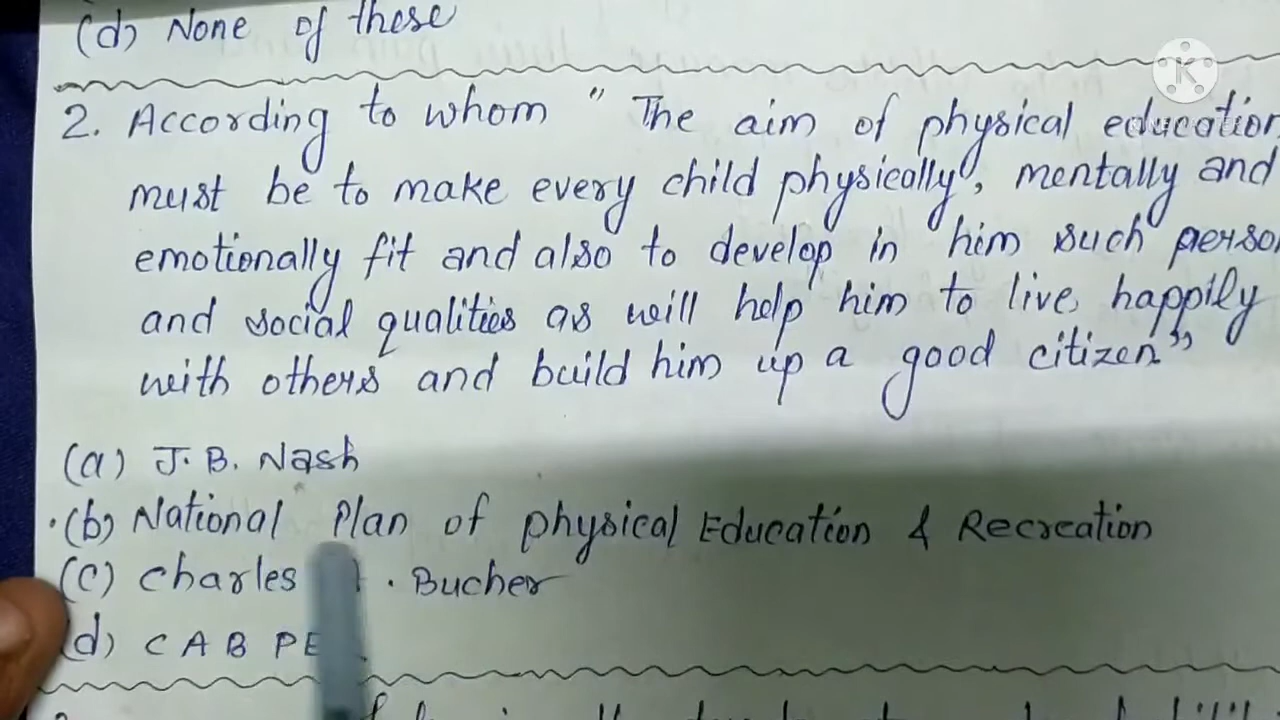 (d) None of these
2. According to whom " The aim of physical education
must be to make every child physically, mentally and
emotionally fit and also to develop in him such
and social qualities as will help him to live happily
with others and build him up a good citizen."
(a) J. B. Nash
(b) National Plan of physical Education & Recreation
(c) Charles . Bucher
(d) C A B P E
K